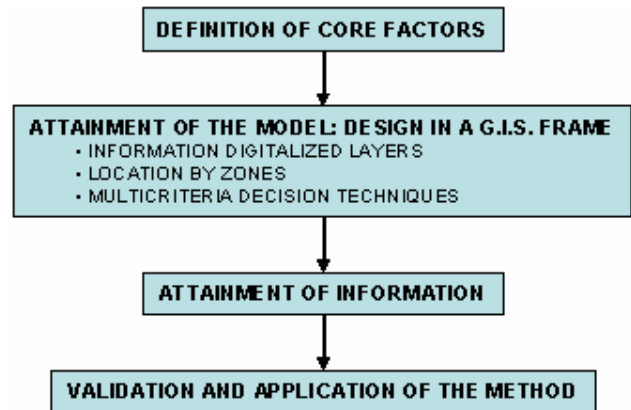 DEFINITION OF CORE FACTORS
ATTAINMENT OF THE MODEL: DESIGN IN A G.I.S. FRAME
· INFORMATION DIGITALIZED LAYERS
· LOCATION BY ZONES
· MULTICRITERIA DECISION TECHNIQUES
ATTAINMENT OF INFORMATION
VALIDATION AND APPLICATION OF THE METHOD